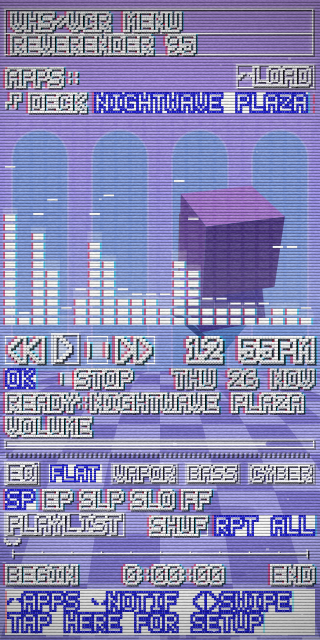 VHS/VCR MENU
REWERENDER 95
APPS:: LOAD
DECK NIGHTWAVE PLAZA
12 55PM
OK STOP THU 26 NOV
READY: NIGHTWAVE PLAZA
VOLUME
EQ FLAT VAPOR BASS CYBER
SP EP SLP SLO FF
PLAYLIST SHUF RPT ALL
BEGIN 0:00:00 END
APPS NOTIF SWIPE
TAP HERE FOR SETUP